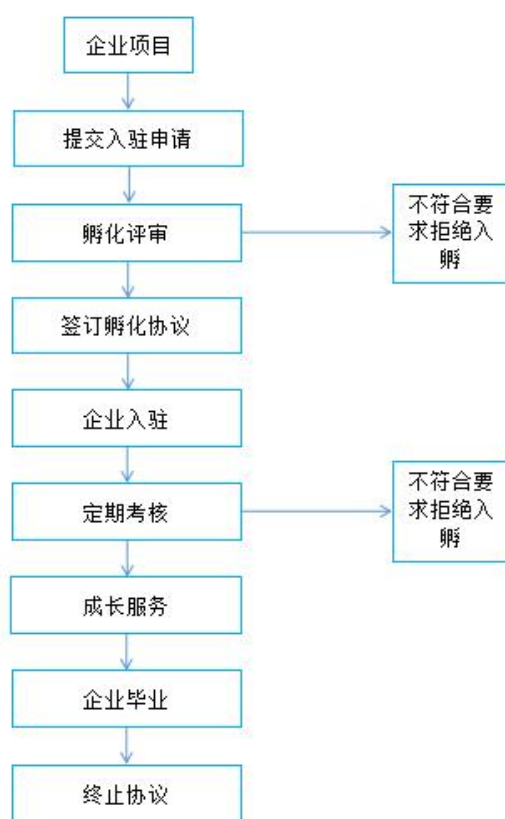 企业项目
提交入驻申请
孵化评审
不符合要
求拒绝入
孵
签订孵化协议
企业入驻
定期考核
不符合要
求拒绝入
孵
成长服务
企业毕业
终止协议